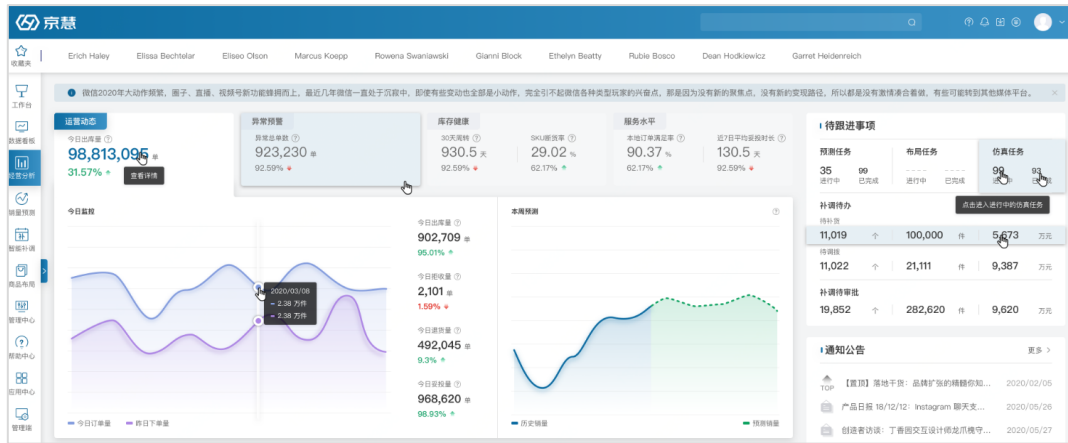 京慧
收藏夹
Erich Haley Elissa Bechtelar Eliseo Olson Marcus Koepp Rowena Swaniawski Gianni Block Ethelyn Beatty Rubie Bosco Dean Hodkiewicz Garret Heidenreich
工作台
数据看板
经营分析
销量预测
智能补调
商品布局
管理中心
帮助中心
应用中心
管理端
微信2020年大动作频繁，圈子、直播、视频号新功能蜂拥而上，最近几年微信一直处于沉寂中，即便有些变动也全部是小动作，完全引不起微信各种类型玩家的兴奋点，那是因为没有新的聚焦点、没有新的变现路径，所以都是没有激情凑合着做，有些可能转到其他媒体平台。
运营动态
今日出库量
98,813,095 单
31.57%
查看详情
异常预警
异常总单数
923,230 单
92.59%
库存健康
30天周转
930.5 天
92.59%
SKU断货率
29.02 %
62.17%
服务水平
本地订单满足率
90.37 %
62.17%
近7日平均妥投时长
130.5 天
92.59%
今日监控
2020/03/08
2.38 万件
2.38 万件
今日订单量 昨日下单量
今日出库量
902,709 单
95.01%
今日拒收量
2,101 单
1.59%
今日退货量
492,045 单
9.3%
今日妥投量
968,620 单
98.93%
本周预测
历史销量 预测销量
待跟进事项
预测任务 布局任务 仿真任务
35 99 ---- ---- 99 93
进行中 已完成 进行中 已完成 进行中
点击进入进行中的仿真任务
补调待办
待补货
11,019 个 100,000 件 5,673 万元
待调拨
11,022 个 21,111 件 9,387 万元
补调待审批
19,852 个 282,620 件 9,620 万元
通知公告 更多 >
TOP 【置顶】落地干货：品牌扩张的精髓你知... 2020/02/05
产品日报 18/12/12：Instagram 聊天支... 2020/05/26
创造者访谈：丁香园交互设计师龙爪槐守... 2020/05/27